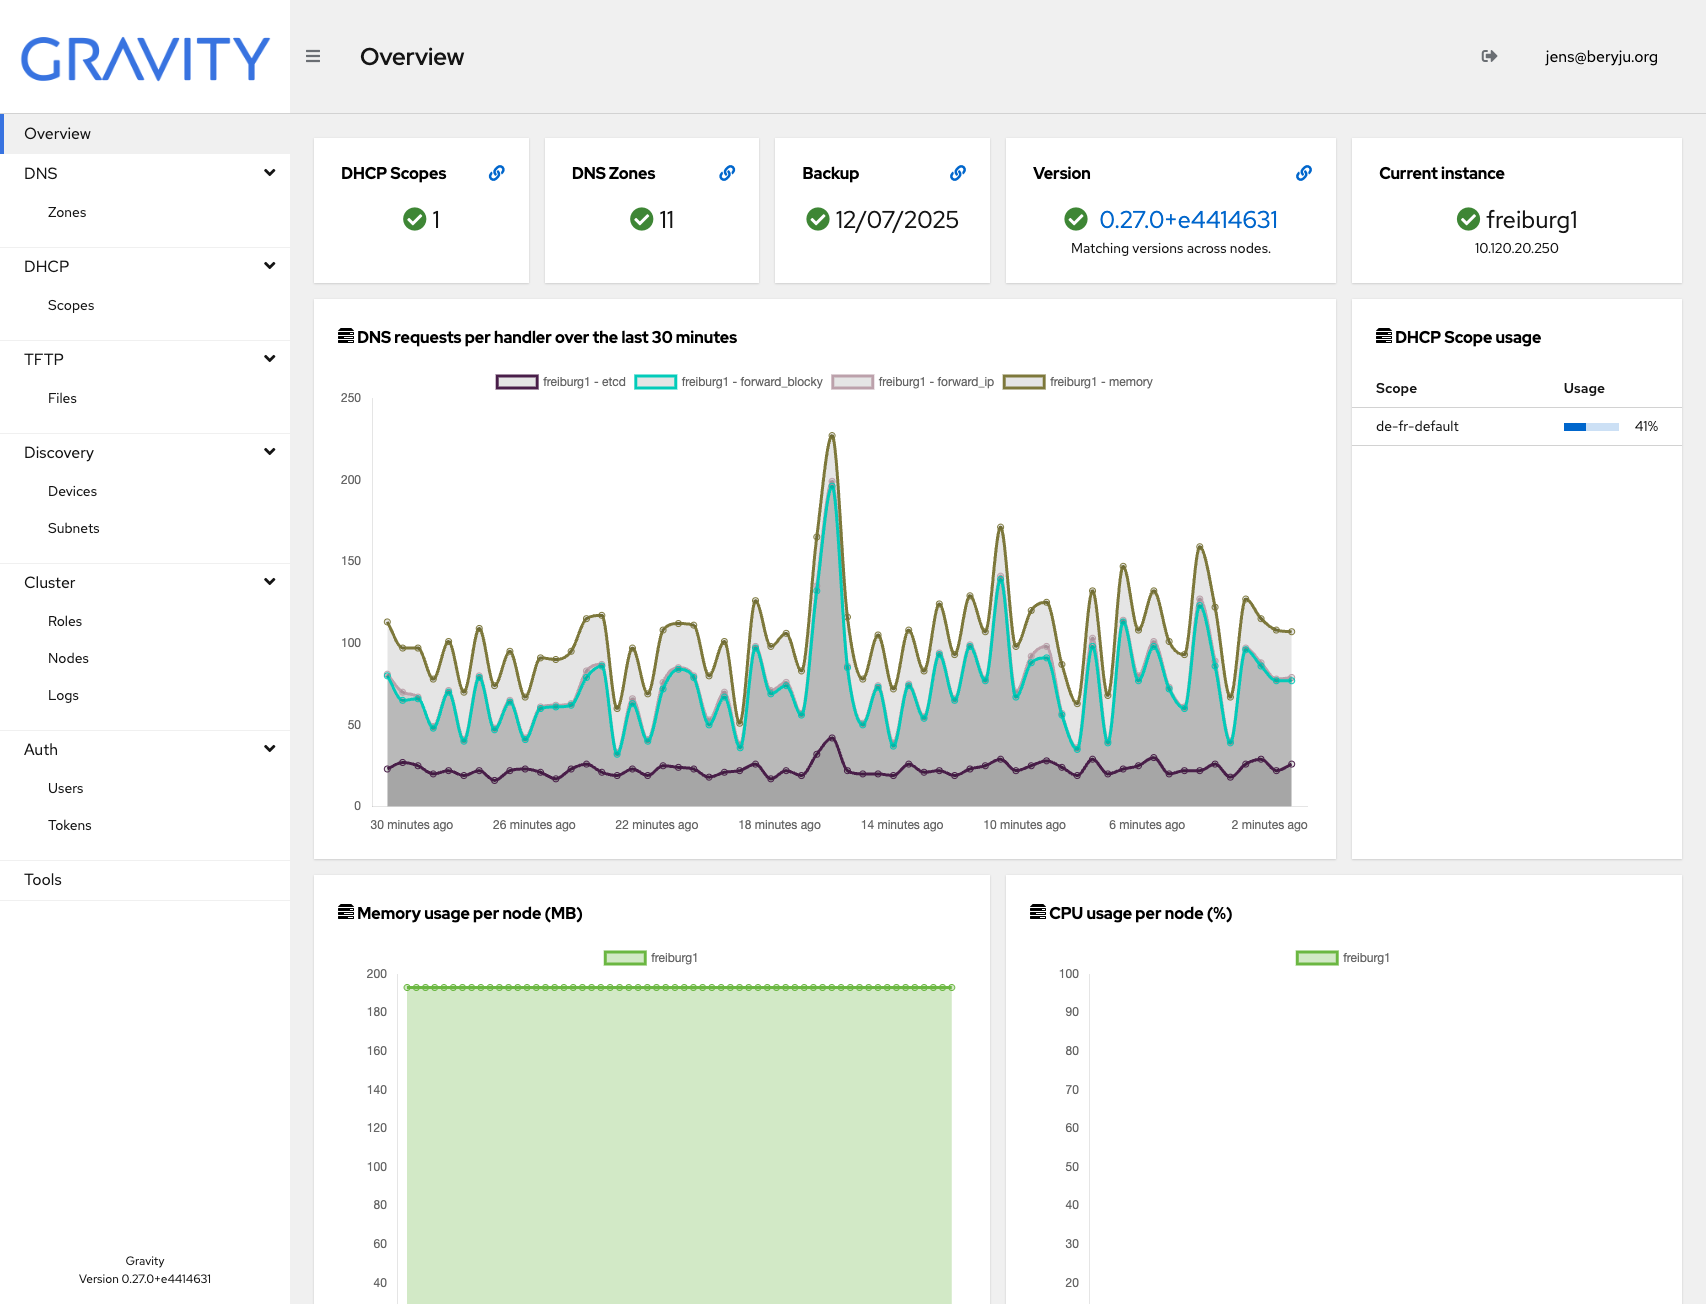 GRAVITY
Overview
jens@beryju.org
Overview
DNS
Zones
DHCP
Scopes
TFTP
Files
Discovery
Devices
Subnets
Cluster
Roles
Nodes
Logs
Auth
Users
Tokens
Tools
Gravity
Version 0.27.0+e4414631
DHCP Scopes
1
DNS Zones
11
Backup
12/07/2025
Version
0.27.0+e4414631
Matching versions across nodes.
Current instance
freiburg1
10.120.20.250
DNS requests per handler over the last 30 minutes
freiburg1 - etcd freiburg1 - forward_blocky freiburg1 - forward_ip freiburg1 - memory
250
200
150
100
50
0
30 minutes ago 26 minutes ago 22 minutes ago 18 minutes ago 14 minutes ago 10 minutes ago 6 minutes ago 2 minutes ago
DHCP Scope usage
Scope Usage
de-fr-default 41%
Memory usage per node (MB)
freiburg1
200
180
160
140
120
100
80
60
40
CPU usage per node (%)
freiburg1
100
90
80
70
60
50
40
30
20